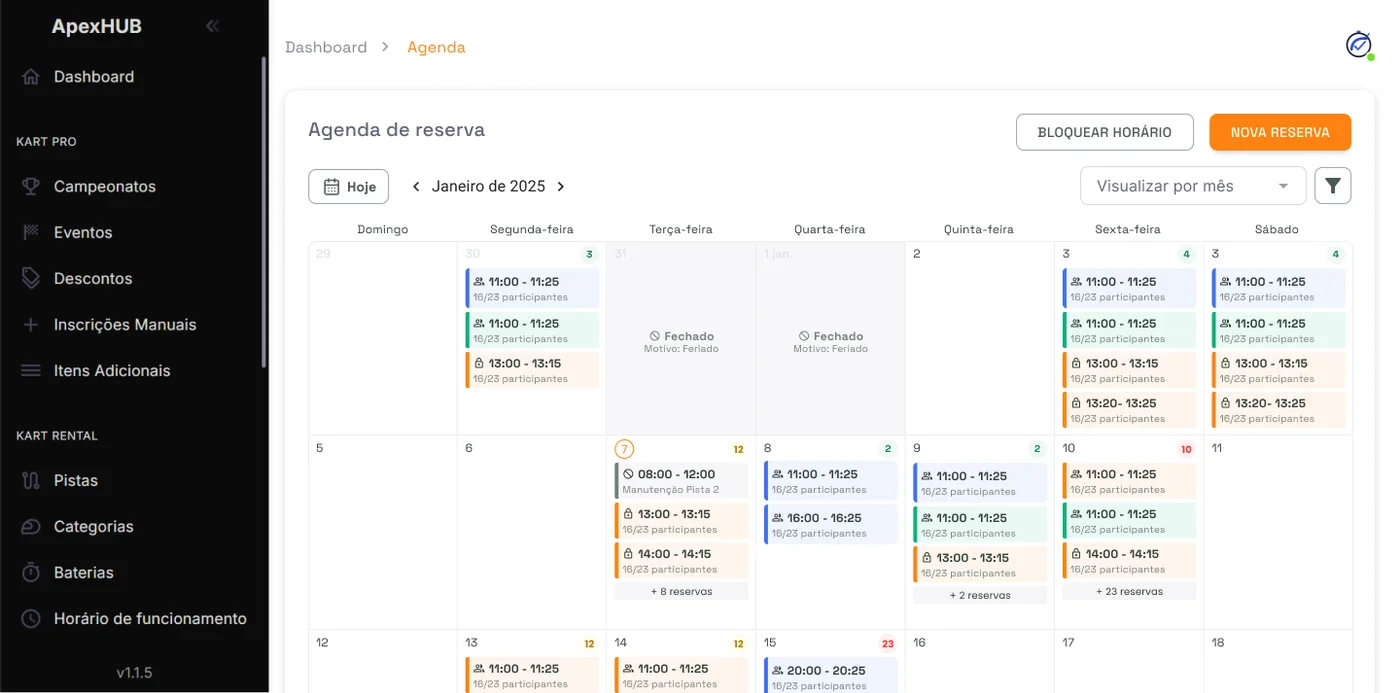 ApexHUB
Dashboard
KART PRO
Campeonatos
Eventos
Descontos
Inscrições Manuais
Itens Adicionais
KART RENTAL
Pistas
Categorias
Baterias
Horário de funcionamento
v1.1.5
Dashboard > Agenda
Agenda de reserva
BLOQUEAR HORÁRIO
NOVA RESERVA
Hoje
Janeiro de 2025
Visualizar por mês
Domingo Segunda-feira Terça-feira Quarta-feira Quinta-feira Sexta-feira Sábado
29
30 3
11:00 - 11:25
16/23 participantes
11:00 - 11:25
16/23 participantes
13:00 - 13:15
16/23 participantes
31
Fechado
Motivo: Feriado
1 jan.
Fechado
Motivo: Feriado
2
3 4
11:00 - 11:25
16/23 participantes
11:00 - 11:25
16/23 participantes
13:00 - 13:15
16/23 participantes
13:20- 13:25
16/23 participantes
3 4
11:00 - 11:25
16/23 participantes
11:00 - 11:25
16/23 participantes
13:00 - 13:15
16/23 participantes
13:20- 13:25
16/23 participantes
5
6
7 12
08:00 - 12:00
Manutenção Pista 2
13:00 - 13:15
16/23 participantes
14:00 - 14:15
16/23 participantes
+ 8 reservas
8 2
11:00 - 11:25
16/23 participantes
16:00 - 16:25
16/23 participantes
9 2
11:00 - 11:25
16/23 participantes
11:00 - 11:25
16/23 participantes
13:00 - 13:15
16/23 participantes
+ 2 reservas
10 10
11:00 - 11:25
16/23 participantes
11:00 - 11:25
16/23 participantes
14:00 - 14:15
16/23 participantes
+ 23 reservas
11
12
13 12
11:00 - 11:25
16/23 participantes
14 12
11:00 - 11:25
16/23 participantes
15 23
20:00 - 20:25
16/23 participantes
16
17
18